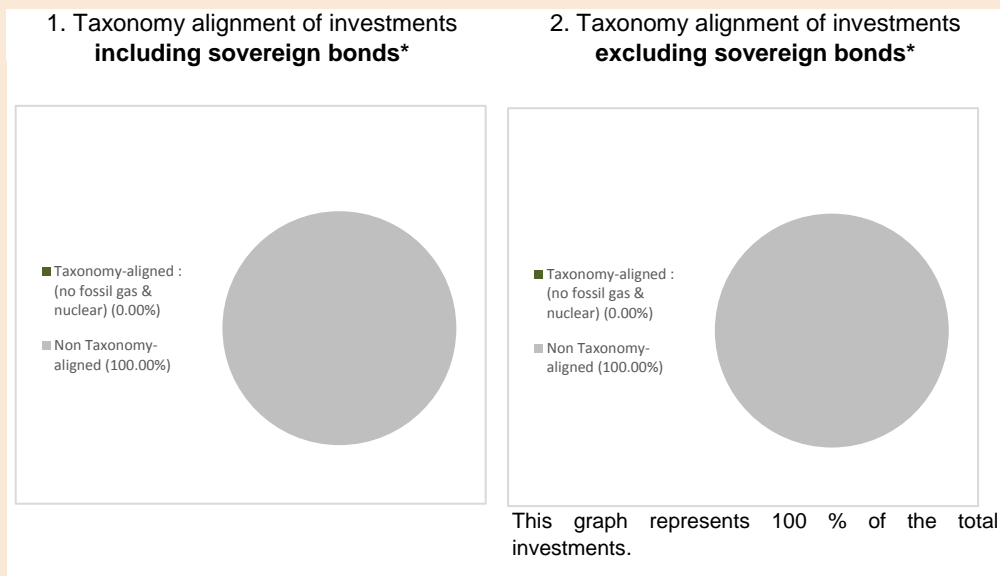 1. Taxonomy alignment of investments
including sovereign bonds*
Taxonomy-aligned :
(no fossil gas &
nuclear) (0.00%)
Non Taxonomy-
aligned (100.00%)
2. Taxonomy alignment of investments
excluding sovereign bonds*
Taxonomy-aligned :
(no fossil gas &
nuclear) (0.00%)
Non Taxonomy-
aligned (100.00%)
This graph represents 100 % of the total
investments.